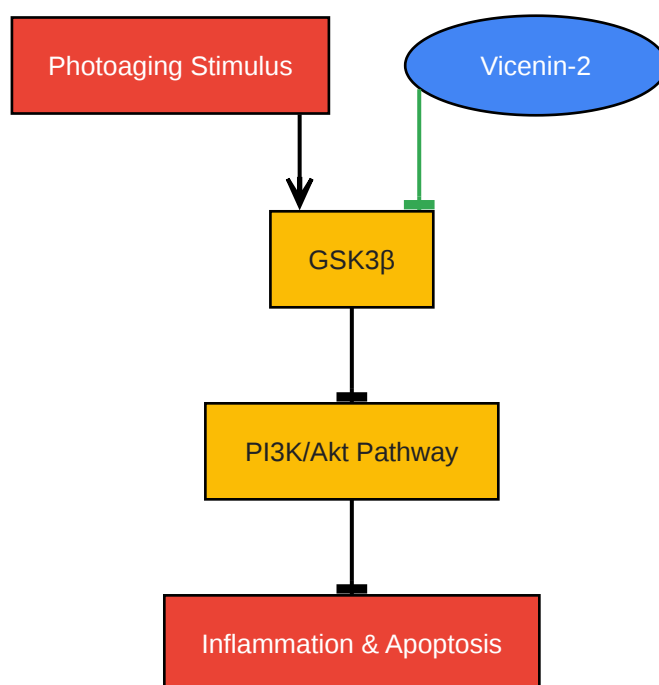 Photoaging Stimulus
Vicenin-2
GSK3β
PI3K/Akt Pathway
Inflammation & Apoptosis